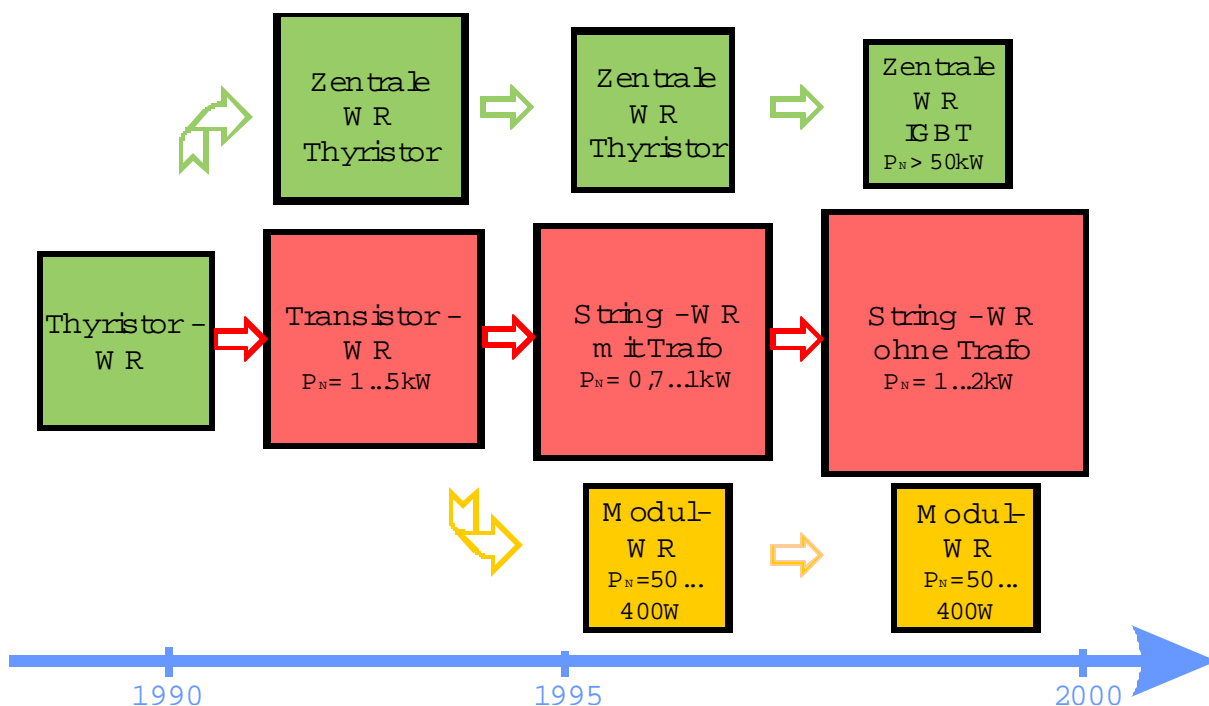 Zentrale
WR
Thyristor
Zentrale
WR
Thyristor
Zentrale
WR
IGBT
PN> 50kW
Thyristor-
WR
Transistor-
WR
PN= 1...5kW
String-WR
mit Trafo
PN= 0,7...1kW
String-WR
ohne Trafo
PN= 1...2kW
Modul-
WR
PN=50...
400W
Modul-
WR
PN=50...
400W
1990
1995
2000